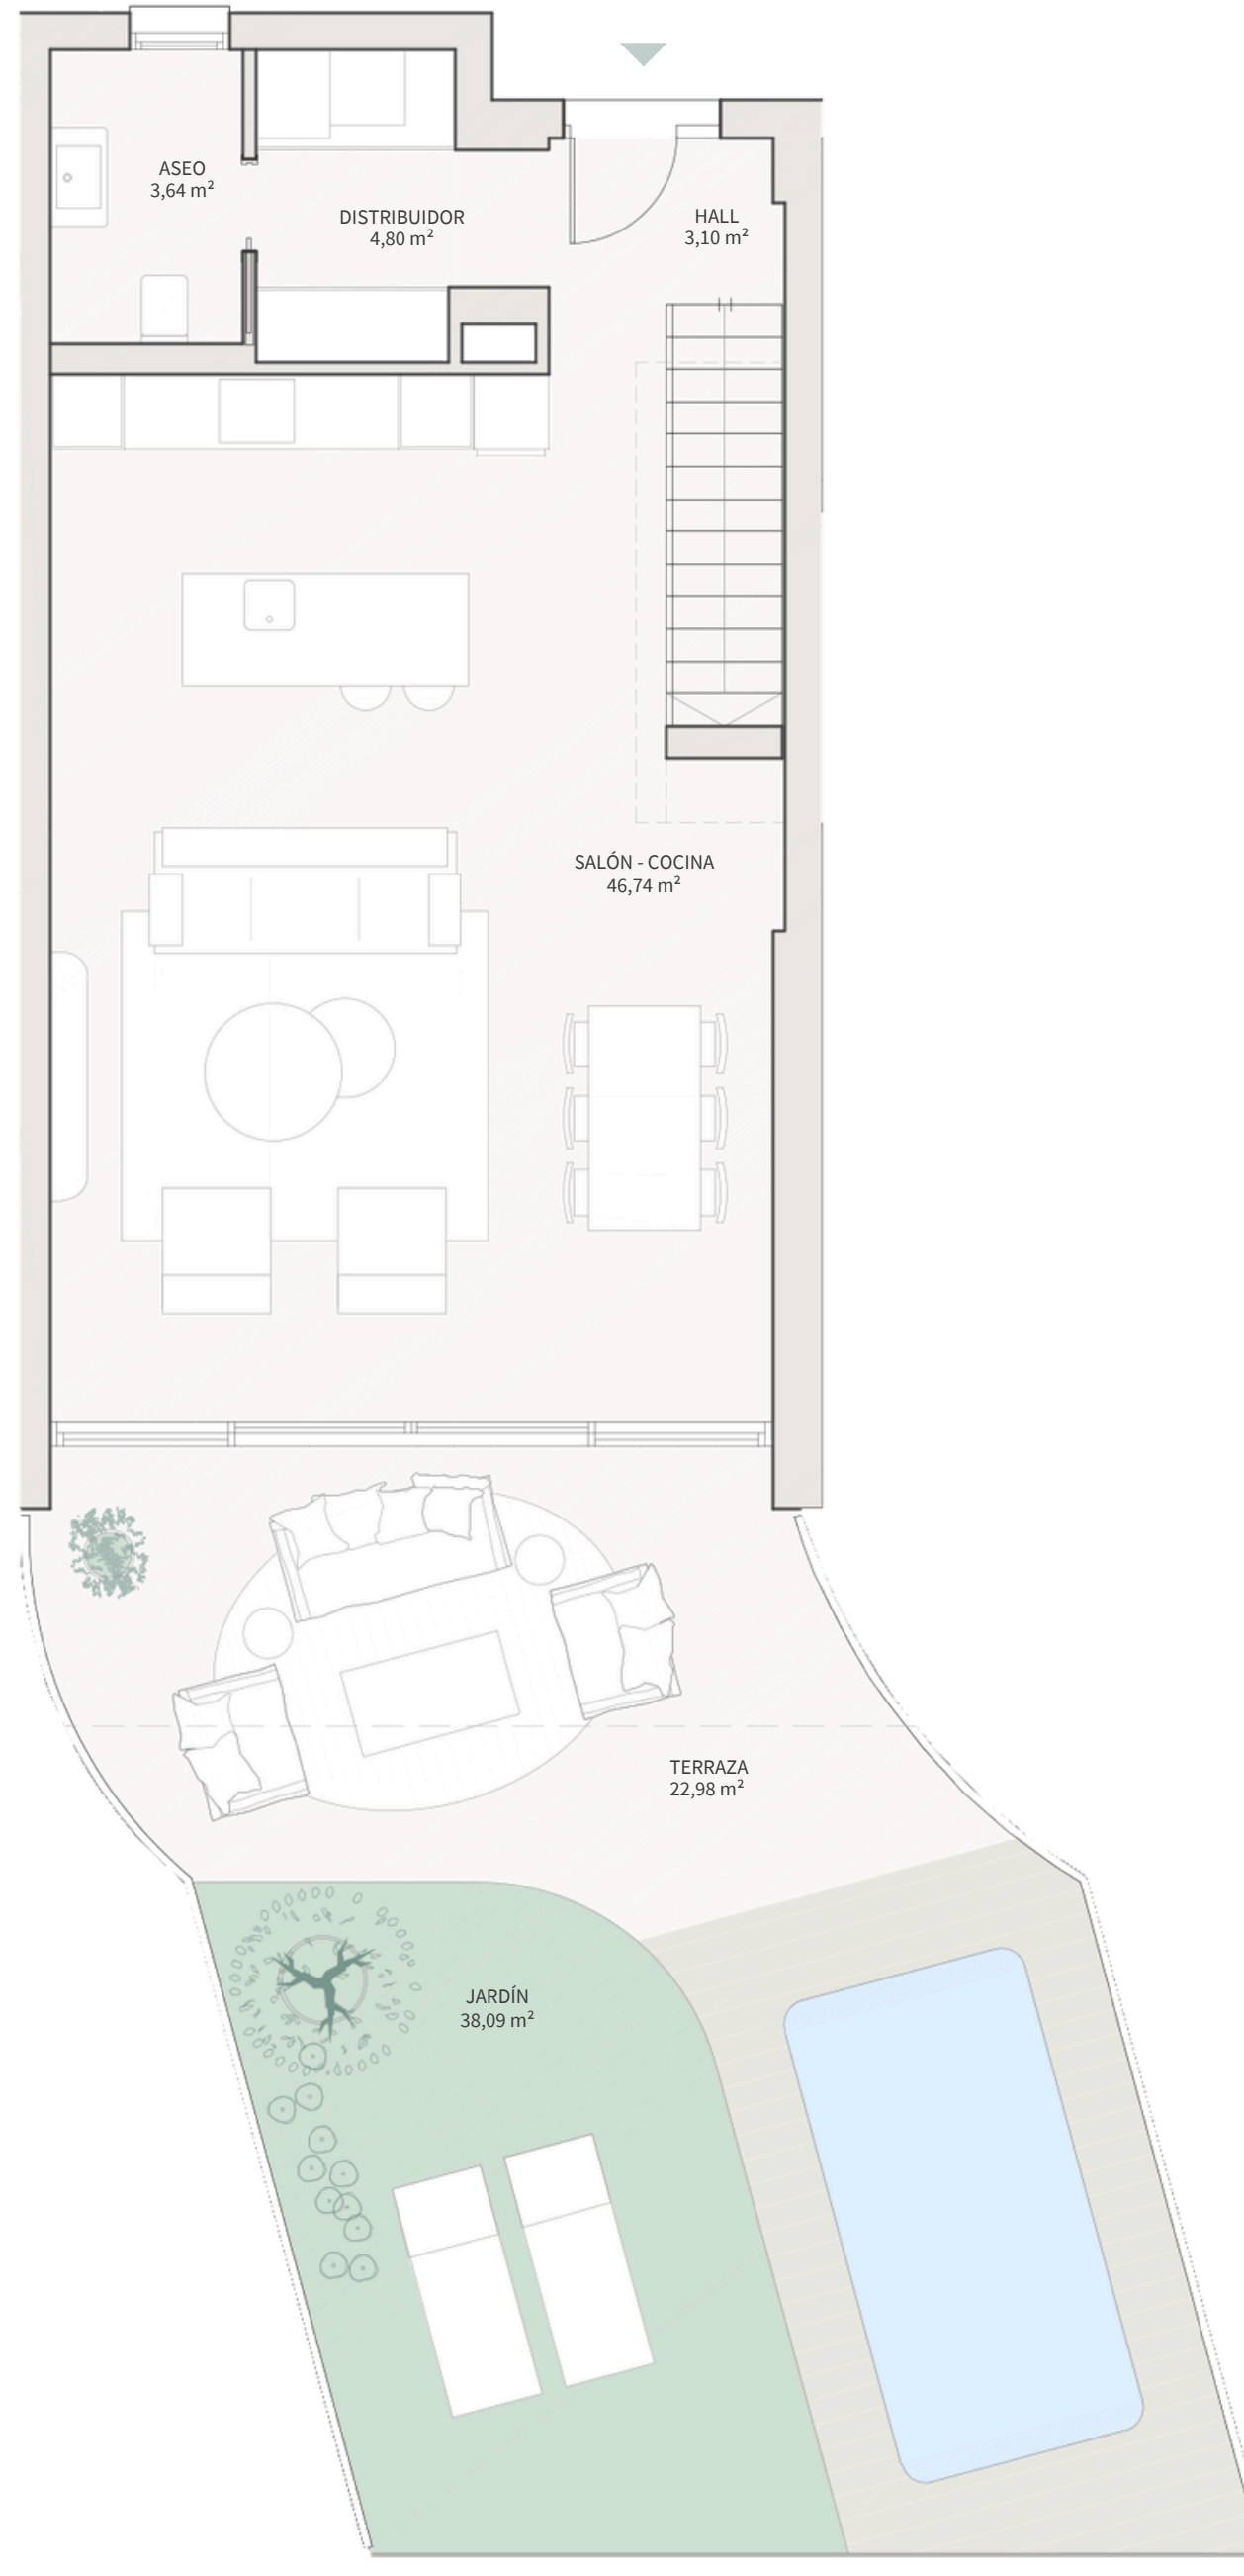 ASEO
3,64 m²
DISTRIBUIDOR
4,80 m²
HALL
3,10 m²
SALÓN - COCINA
46,74 m²
TERRAZA
22,98 m²
JARDÍN
38,09 m²